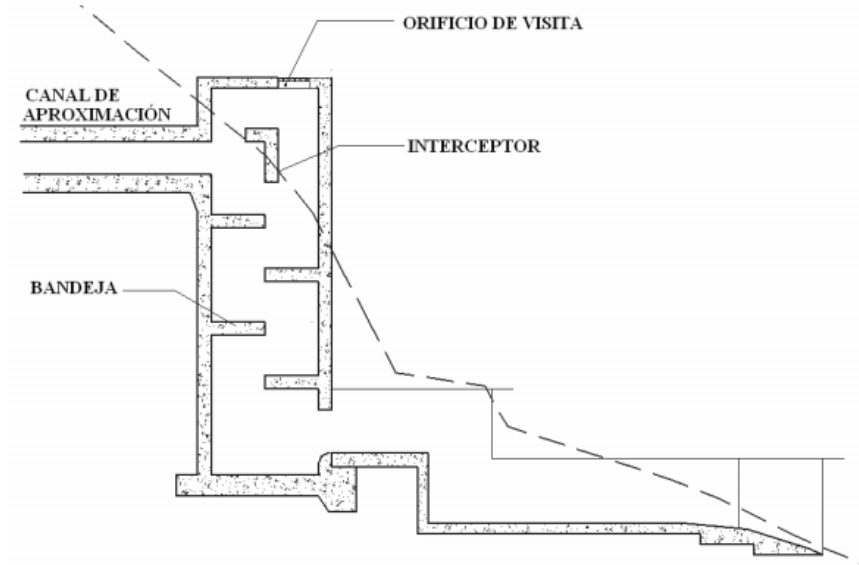 ORIFICIO DE VISITA
CANAL DE
APROXIMACIÓN
INTERCEPTOR
BANDEJA